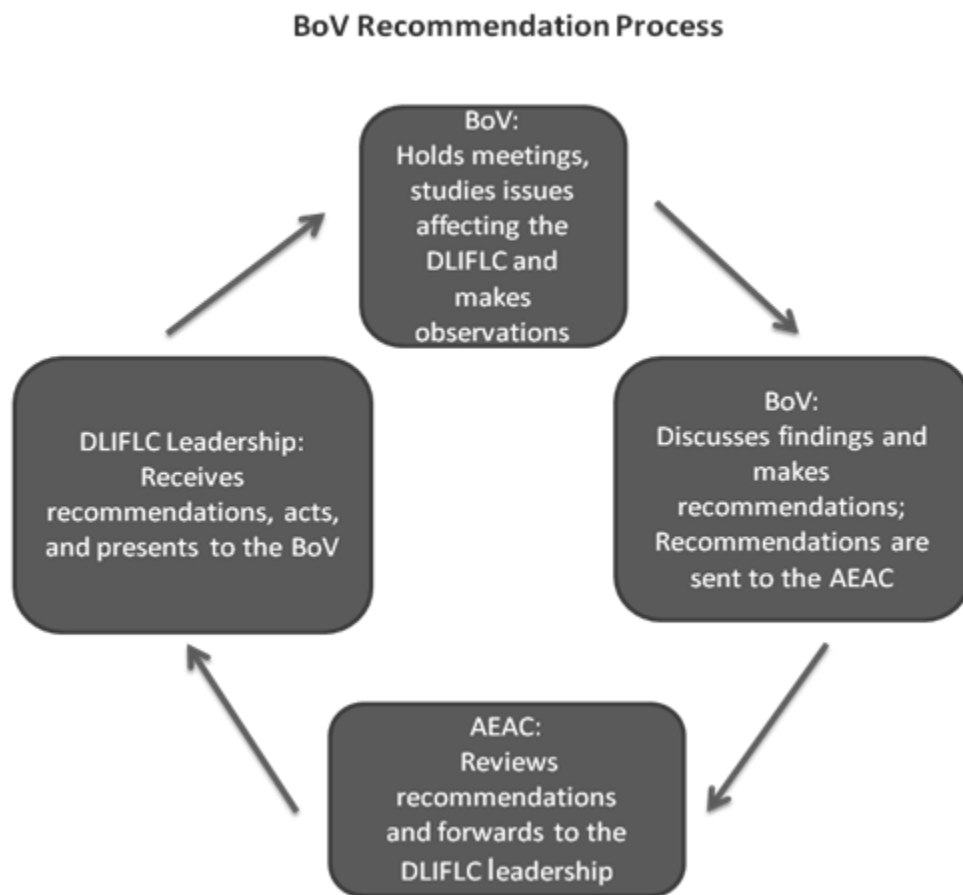 BoV Recommendation Process
BoV:
Holds meetings,
studies issues
affecting the
DLIFLC and
makes
observations
BoV:
Discusses findings and
makes
recommendations;
Recommendations are
sent to the AEAC
AEAC:
Reviews
recommendations
and forwards to the
DLIFLC leadership
DLIFLC Leadership:
Receives
recommendations, acts,
and presents to the BoV